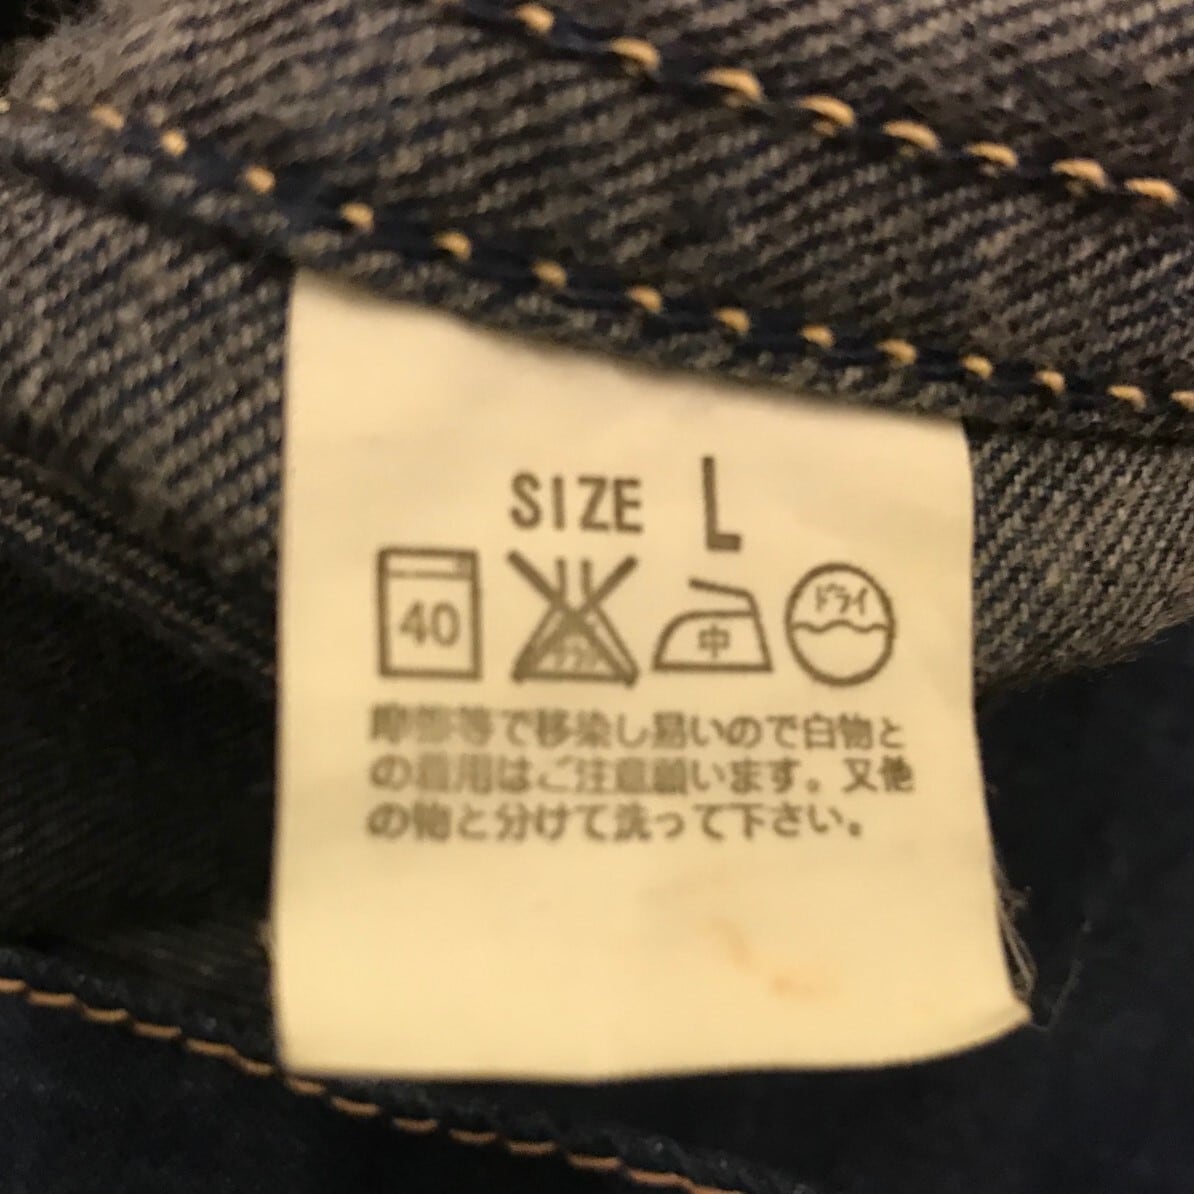 SIZE L
40 中 ドライ
摩擦等で移染し易いので白物と
の着用はご注意願います。又他
の物と分けて洗って下さい。